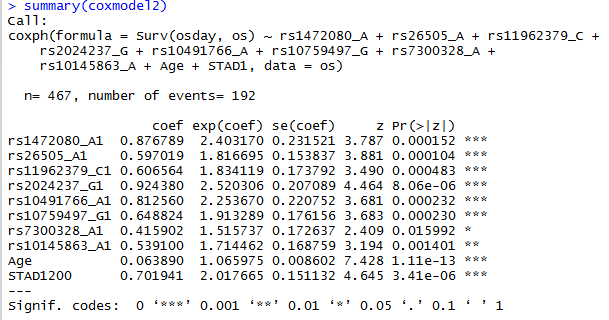 > summary(coxmodel2)
Call:
coxph(formula = Surv(osday, os) ~ rs1472080_A + rs26505_A + rs11962379_C +
    rs2024237_G + rs10491766_A + rs10759497_G + rs7300328_A +
    rs10145863_A + Age + STAD1, data = os)
  n= 467, number of events= 192
                  coef exp(coef) se(coef)     z Pr(>|z|)
rs1472080_A1  0.876789  2.403170 0.231521 3.787 0.000152 ***
rs26505_A1    0.597019  1.816695 0.153837 3.881 0.000104 ***
rs11962379_C1 0.606564  1.834119 0.173792 3.490 0.000483 ***
rs2024237_G1  0.924380  2.520306 0.207089 4.464 8.06e-06 ***
rs10491766_A1 0.812560  2.253670 0.220752 3.681 0.000232 ***
rs10759497_G1 0.648824  1.913289 0.176156 3.683 0.000230 ***
rs7300328_A1  0.415902  1.515737 0.172637 2.409 0.015992 *
rs10145863_A1 0.539100  1.714462 0.168759 3.194 0.001401 **
Age           0.063890  1.065975 0.008602 7.428 1.11e-13 ***
STAD1200      0.701941  2.017665 0.151132 4.645 3.41e-06 ***
---
Signif. codes:  0 ‘***’ 0.001 ‘**’ 0.01 ‘*’ 0.05 ‘.’ 0.1 ‘ ’ 1